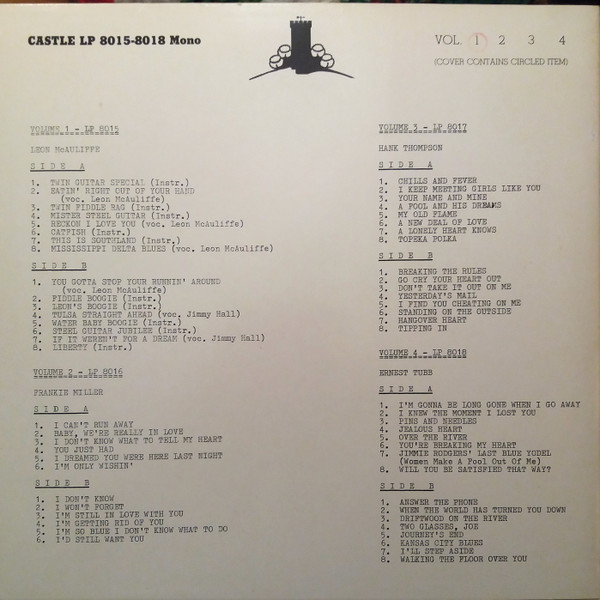 CASTLE LP 8015-8018 Mono
VOL. 1 2 3 4
(COVER CONTAINS CIRCLED ITEM)
VOLUME 1 - LP 8015
LEON McAULIFFE
SIDE A
1. TWIN GUITAR SPECIAL (Instr.)
2. EATIN' RIGHT OUT OF YOUR HAND
(voc. Leon McAuliffe)
3. TWIN FIDDLE RAG (Instr.)
4. MISTER STEEL GUITAR (Instr.)
5. RECKON I LOVE YOU (voc. Leon McAuliffe)
6. CATFISH (Instr.)
7. THIS IS SOUTHLAND (Instr.)
8. MISSISSIPPI DELTA BLUES (voc. Leon McAuliffe)
SIDE B
1. YOU GOTTA STOP YOUR RUNNIN' AROUND
(voc. Leon McAuliffe)
2. FIDDLE BOOGIE (Instr.)
3. LEON'S BOOGIE (Instr.)
4. TULSA STRAIGHT AHEAD (voc. Jimmy Hall)
5. WATER BABY BOOGIE (Instr.)
6. STEEL GUITAR JUBILEE (Instr.)
7. IF IT WEREN'T FOR A DREAM (voc. Jimmy Hall)
8. LIBERTY (Instr.)
VOLUME 2 - LP 8016
FRANKIE MILLER
SIDE A
1. I CAN'T RUN AWAY
2. BABY, WE'RE REALLY IN LOVE
3. I DON'T KNOW WHAT TO TELL MY HEART
4. YOU JUST HAD
5. I DREAMED YOU WERE HERE LAST NIGHT
6. I'M ONLY WISHIN'
SIDE B
1. I DON'T KNOW
2. I WON'T FORGET
3. I'M STILL IN LOVE WITH YOU
4. I'M GETTING RID OF YOU
5. I'M SO BLUE I DON'T KNOW WHAT TO DO
6. I'D STILL WANT YOU
VOLUME 3 - LP 8017
HANK THOMPSON
SIDE A
1. CHILLS AND FEVER
2. I KEEP MEETING GIRLS LIKE YOU
3. YOUR NAME AND MINE
4. A FOOL AND HIS DREAMS
5. MY OLD FLAME
6. A NEW DEAL OF LOVE
7. A LONELY HEART KNOWS
8. TOPEKA POLKA
SIDE B
1. BREAKING THE RULES
2. GO CRY YOUR HEART OUT
3. DON'T TAKE IT OUT ON ME
4. YESTERDAY'S MAIL
5. I FIND YOU CHEATING ON ME
6. STANDING ON THE OUTSIDE
7. HANGOVER HEART
8. TIPPING IN
VOLUME 4 - LP 8018
ERNEST TUBB
SIDE A
1. I'M GONNA BE LONG GONE WHEN I GO AWAY
2. I KNEW THE MOMENT I LOST YOU
3. PINS AND NEEDLES
4. JEALOUS HEART
5. OVER THE RIVER
6. YOU'RE BREAKING MY HEART
7. JIMMIE RODGERS' LAST BLUE YODEL
(Women Make A Fool Out Of Me)
8. WILL YOU BE SATISFIED THAT WAY?
SIDE B
1. ANSWER THE PHONE
2. WHEN THE WORLD HAS TURNED YOU DOWN
3. DRIFTWOOD ON THE RIVER
4. TWO GLASSES, JOE
5. JOURNEY'S END
6. KANSAS CITY BLUES
7. I'LL STEP ASIDE
8. WALKING THE FLOOR OVER YOU